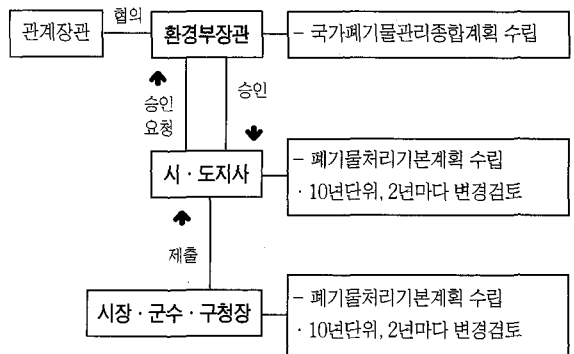 관계장관
협의
환경부장관
- 국가폐기물관리종합계획 수립
승인
요청
승인
시·도지사
- 폐기물처리기본계획 수립
· 10년단위, 2년마다 변경검토
제출
시장·군수·구청장
- 폐기물처리기본계획 수립
· 10년단위, 2년마다 변경검토